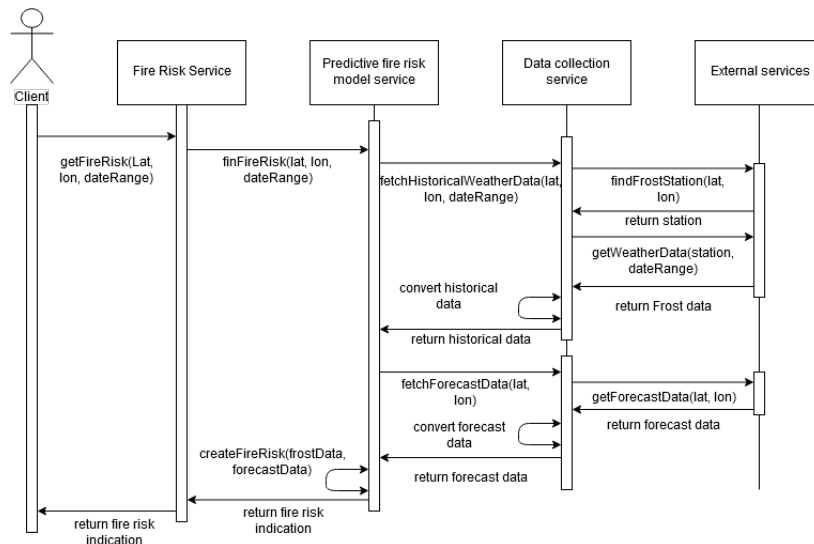 Fire Risk Service
Predictive fire risk
model service
Data collection
service
External services
Client
getFireRisk(Lat,
lon, dateRange)
finFireRisk(lat, lon,
dateRange)
fetchHistoricalWeatherData(lat,
lon, dateRange)
findFrostStation(lat,
lon)
return station
getWeatherData(station,
dateRange)
convert historical
data
return Frost data
return historical data
fetchForecastData(lat,
lon)
getForecastData(lat, lon)
return forecast data
convert forecast
data
createFireRisk(frostData,
forecastData)
return forecast data
return fire risk
indication
return fire risk
indication